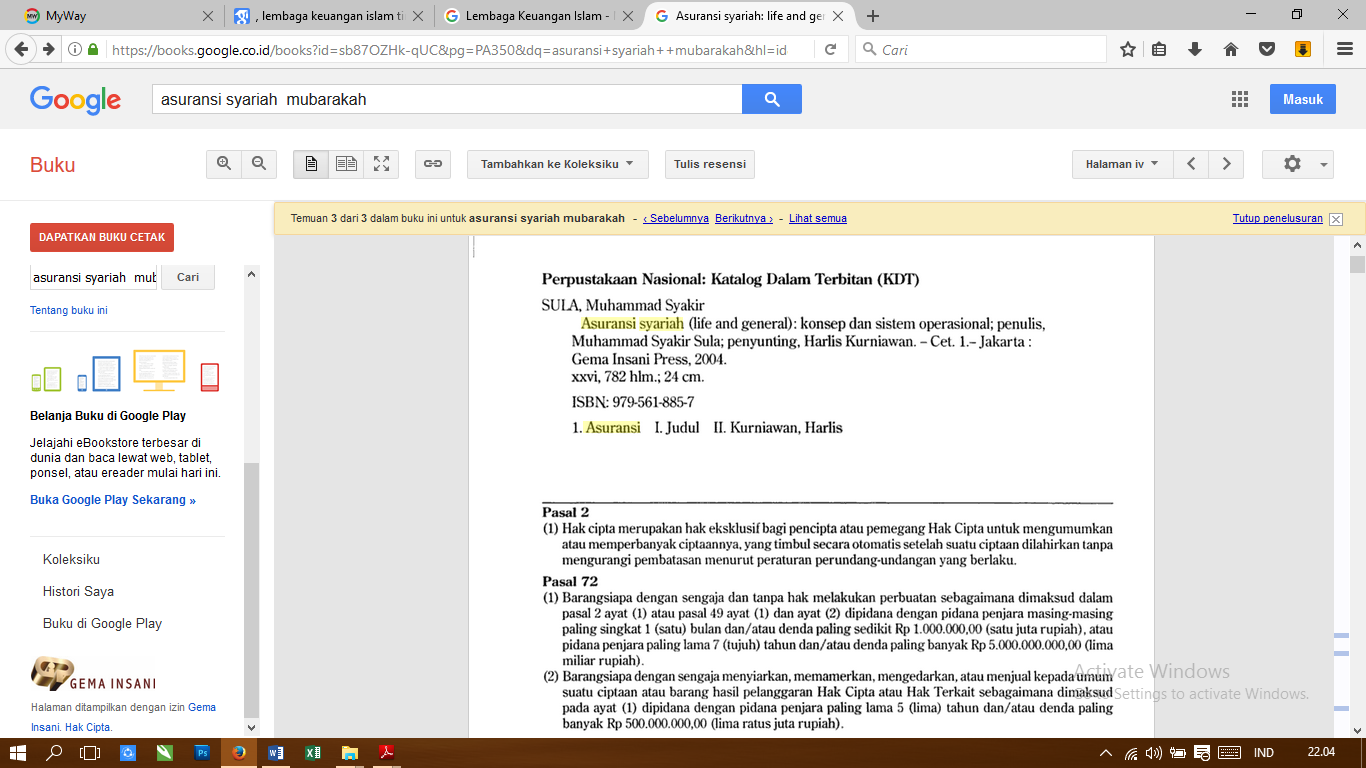 MyWay
, lembaga keuangan islam ti
Lembaga Keuangan Islam -
Asuransi syariah: life and ger
https://books.google.co.id/books?id=sb87OZHk-qUC&pg=PA350&dq=asuransi+syariah++mubarakah&hl=id
Cari
Google
asuransi syariah  mubarakah
Masuk
Buku
Tambahkan ke Koleksiku
Tulis resensi
Halaman iv
Temuan 3 dari 3 dalam buku ini untuk asuransi syariah mubarakah - ‹ Sebelumnya Berikutnya › - Lihat semua
Tutup penelusuran
DAPATKAN BUKU CETAK
asuransi syariah  mub
Cari
Tentang buku ini
Belanja Buku di Google Play
Jelajahi eBookstore terbesar di
dunia dan baca lewat web, tablet,
ponsel, atau ereader mulai hari ini.
Buka Google Play Sekarang »
Koleksiku
Histori Saya
Buku di Google Play
GEMA INSANI
Halaman ditampilkan dengan izin Gema
Insani. Hak Cipta.
Perpustakaan Nasional: Katalog Dalam Terbitan (KDT)
SULA, Muhammad Syakir
Asuransi syariah (life and general): konsep dan sistem operasional; penulis,
Muhammad Syakir Sula; penyunting, Harlis Kurniawan. – Cet. 1.– Jakarta :
Gema Insani Press, 2004.
xxvi, 782 hlm.; 24 cm.
ISBN: 979-561-885-7
1. Asuransi I. Judul II. Kurniawan, Harlis
Pasal 2
(1) Hak cipta merupakan hak eksklusif bagi pencipta atau pemegang Hak Cipta untuk mengumumkan
atau memperbanyak ciptaannya, yang timbul secara otomatis setelah suatu ciptaan dilahirkan tanpa
mengurangi pembatasan menurut peraturan perundang-undangan yang berlaku.
Pasal 72
(1) Barangsiapa dengan sengaja dan tanpa hak melakukan perbuatan sebagaimana dimaksud dalam
pasal 2 ayat (1) atau pasal 49 ayat (1) dan ayat (2) dipidana dengan pidana penjara masing-masing
paling singkat 1 (satu) bulan dan/atau denda paling sedikit Rp 1.000.000,00 (satu juta rupiah), atau
pidana penjara paling lama 7 (tujuh) tahun dan/atau denda paling banyak Rp 5.000.000.000,00 (lima
miliar rupiah).
(2) Barangsiapa dengan sengaja menyiarkan, memamerkan, mengedarkan, atau menjual kepada umum
suatu ciptaan atau barang hasil pelanggaran Hak Cipta atau Hak Terkait sebagaimana dimaksud
pada ayat (1) dipidana dengan pidana penjara paling lama 5 (lima) tahun dan/atau denda paling
banyak Rp 500.000.000,00 (lima ratus juta rupiah).
Activate Windows
Go to Settings to activate Windows.
IND
22.04